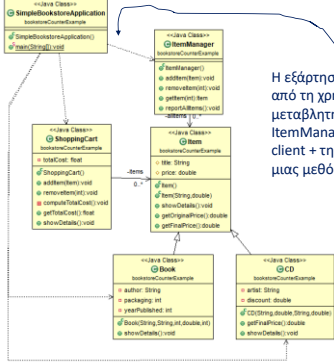 <<Java Class>>
SimpleBookstoreApplication
bookstoreCounterExample
SimpleBookstoreApplication()
main(String[]):void
<<Java Class>>
ItemManager
bookstoreCounterExample
ItemManager()
addItem(Item):void
removeItem(int):void
getItem(int):Item
reportAllItems():void
-allItems 0..*
Η εξάρτησ
από τη χρι
μεταβλητη
ItemManag
client + τη
μιας μεθό
<<Java Class>>
ShoppingCart
bookstoreCounterExample
totalCost: float
ShoppingCart()
addItem(Item):void
removeItem(int):void
computeTotalCost():void
getTotalCost():float
showDetails():void
-items
0..*
<<Java Class>>
Item
bookstoreCounterExample
title: String
price: double
Item()
Item(String,double)
showDetails():void
getOriginalPrice():double
getFinalPrice():double
<<Java Class>>
Book
bookstoreCounterExample
author: String
packaging: int
yearPublished: int
Book(String,String,int,double,int)
showDetails():void
<<Java Class>>
CD
bookstoreCounterExample
artist: String
discount: double
CD(String,double,String,double)
getFinalPrice():double
showDetails():void